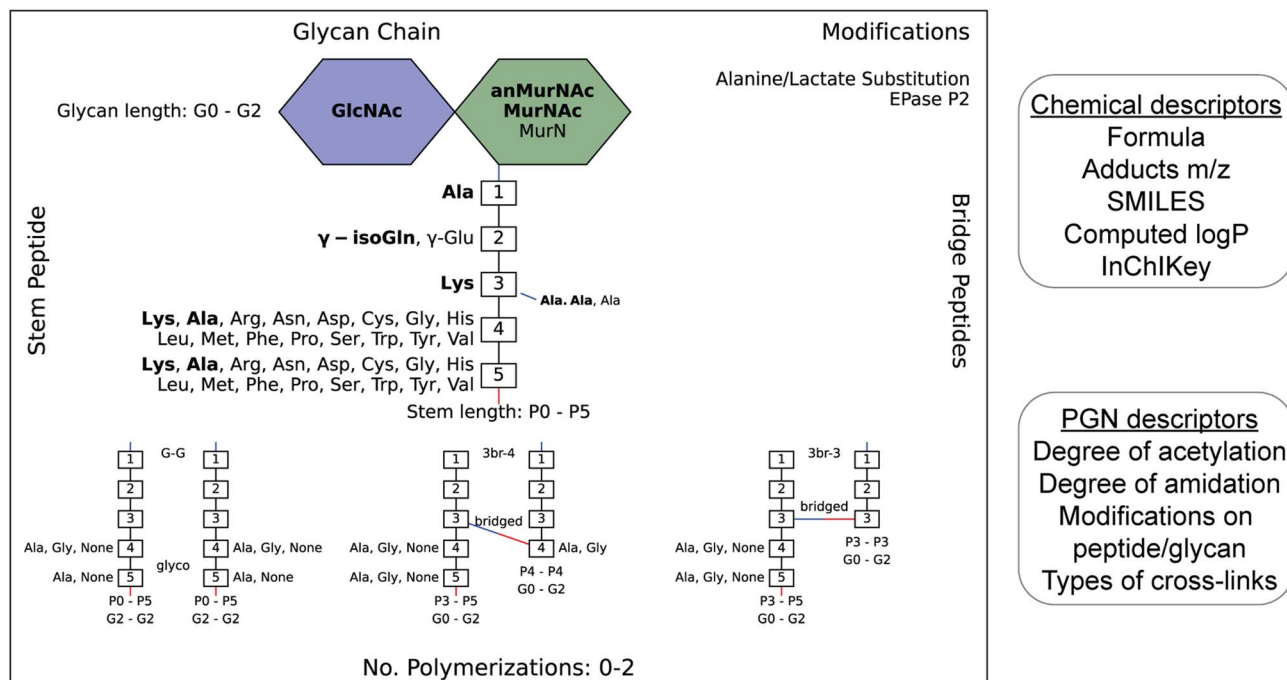 Glycan Chain
Modifications
Alanine/Lactate Substitution
EPase P2
Glycan length: G0 - G2
GlcNAc
anMurNAc
MurNAc
MurN
Stem Peptide
Bridge Peptides
Ala
1
γ – isoGln, γ-Glu
2
Lys
3
Ala. Ala, Ala
Lys, Ala, Arg, Asn, Asp, Cys, Gly, His
Leu, Met, Phe, Pro, Ser, Trp, Tyr, Val
4
Lys, Ala, Arg, Asn, Asp, Cys, Gly, His
Leu, Met, Phe, Pro, Ser, Trp, Tyr, Val
5
Stem length: P0 - P5
G-G
1
1
2
2
3
3
Ala, Gly, None
4
4
Ala, Gly, None
glyco
Ala, None
5
5
Ala, None
P0 - P5
G2 - G2
P0 - P5
G2 - G2
3br-4
1
1
2
2
3
bridged
3
Ala, Gly, None
4
4
Ala, Gly
Ala, Gly, None
5
P4 - P4
G0 - G2
P3 - P5
G0 - G2
3br-3
1
1
2
2
bridged
3
3
Ala, Gly, None
4
P3 - P3
G0 - G2
Ala, Gly, None
5
P3 - P5
G0 - G2
No. Polymerizations: 0-2
Chemical descriptors
Formula
Adducts m/z
SMILES
Computed logP
InChIKey
PGN descriptors
Degree of acetylation
Degree of amidation
Modifications on
peptide/glycan
Types of cross-links